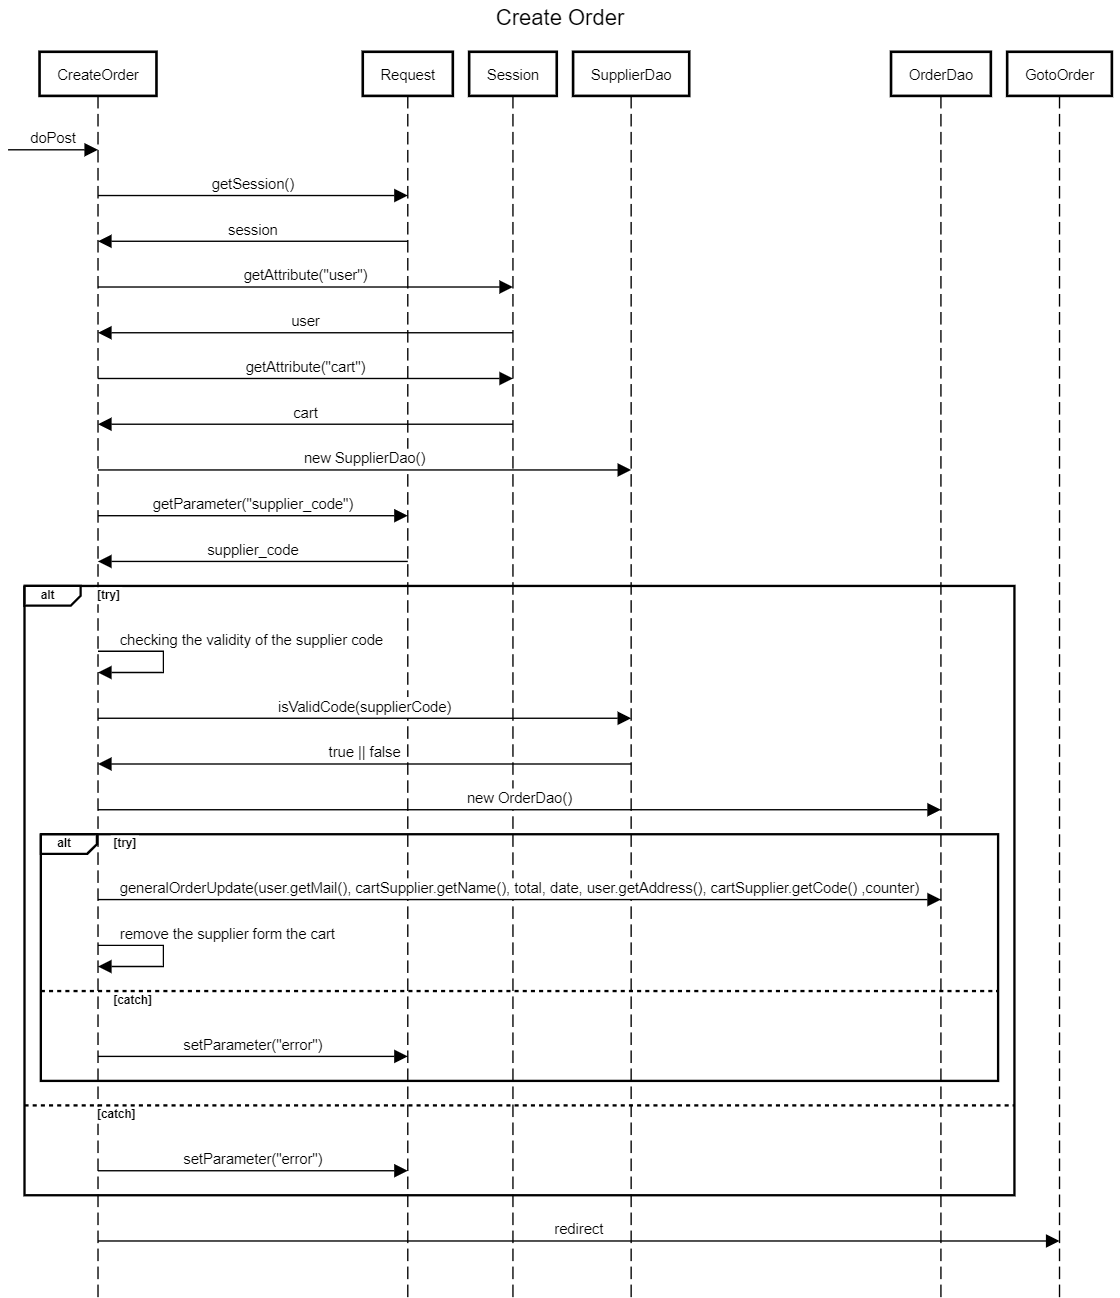 Create Order
CreateOrder
Request
Session
SupplierDao
OrderDao
GotoOrder
doPost
getSession()
session
getAttribute("user")
user
getAttribute("cart")
cart
new SupplierDao()
getParameter("supplier_code")
supplier_code
alt
[try]
checking the validity of the supplier code
isValidCode(supplierCode)
true || false
new OrderDao()
alt
[try]
generalOrderUpdate(user.getMail(), cartSupplier.getName(), total, date, user.getAddress(), cartSupplier.getCode() ,counter)
remove the supplier form the cart
[catch]
setParameter("error")
[catch]
setParameter("error")
redirect